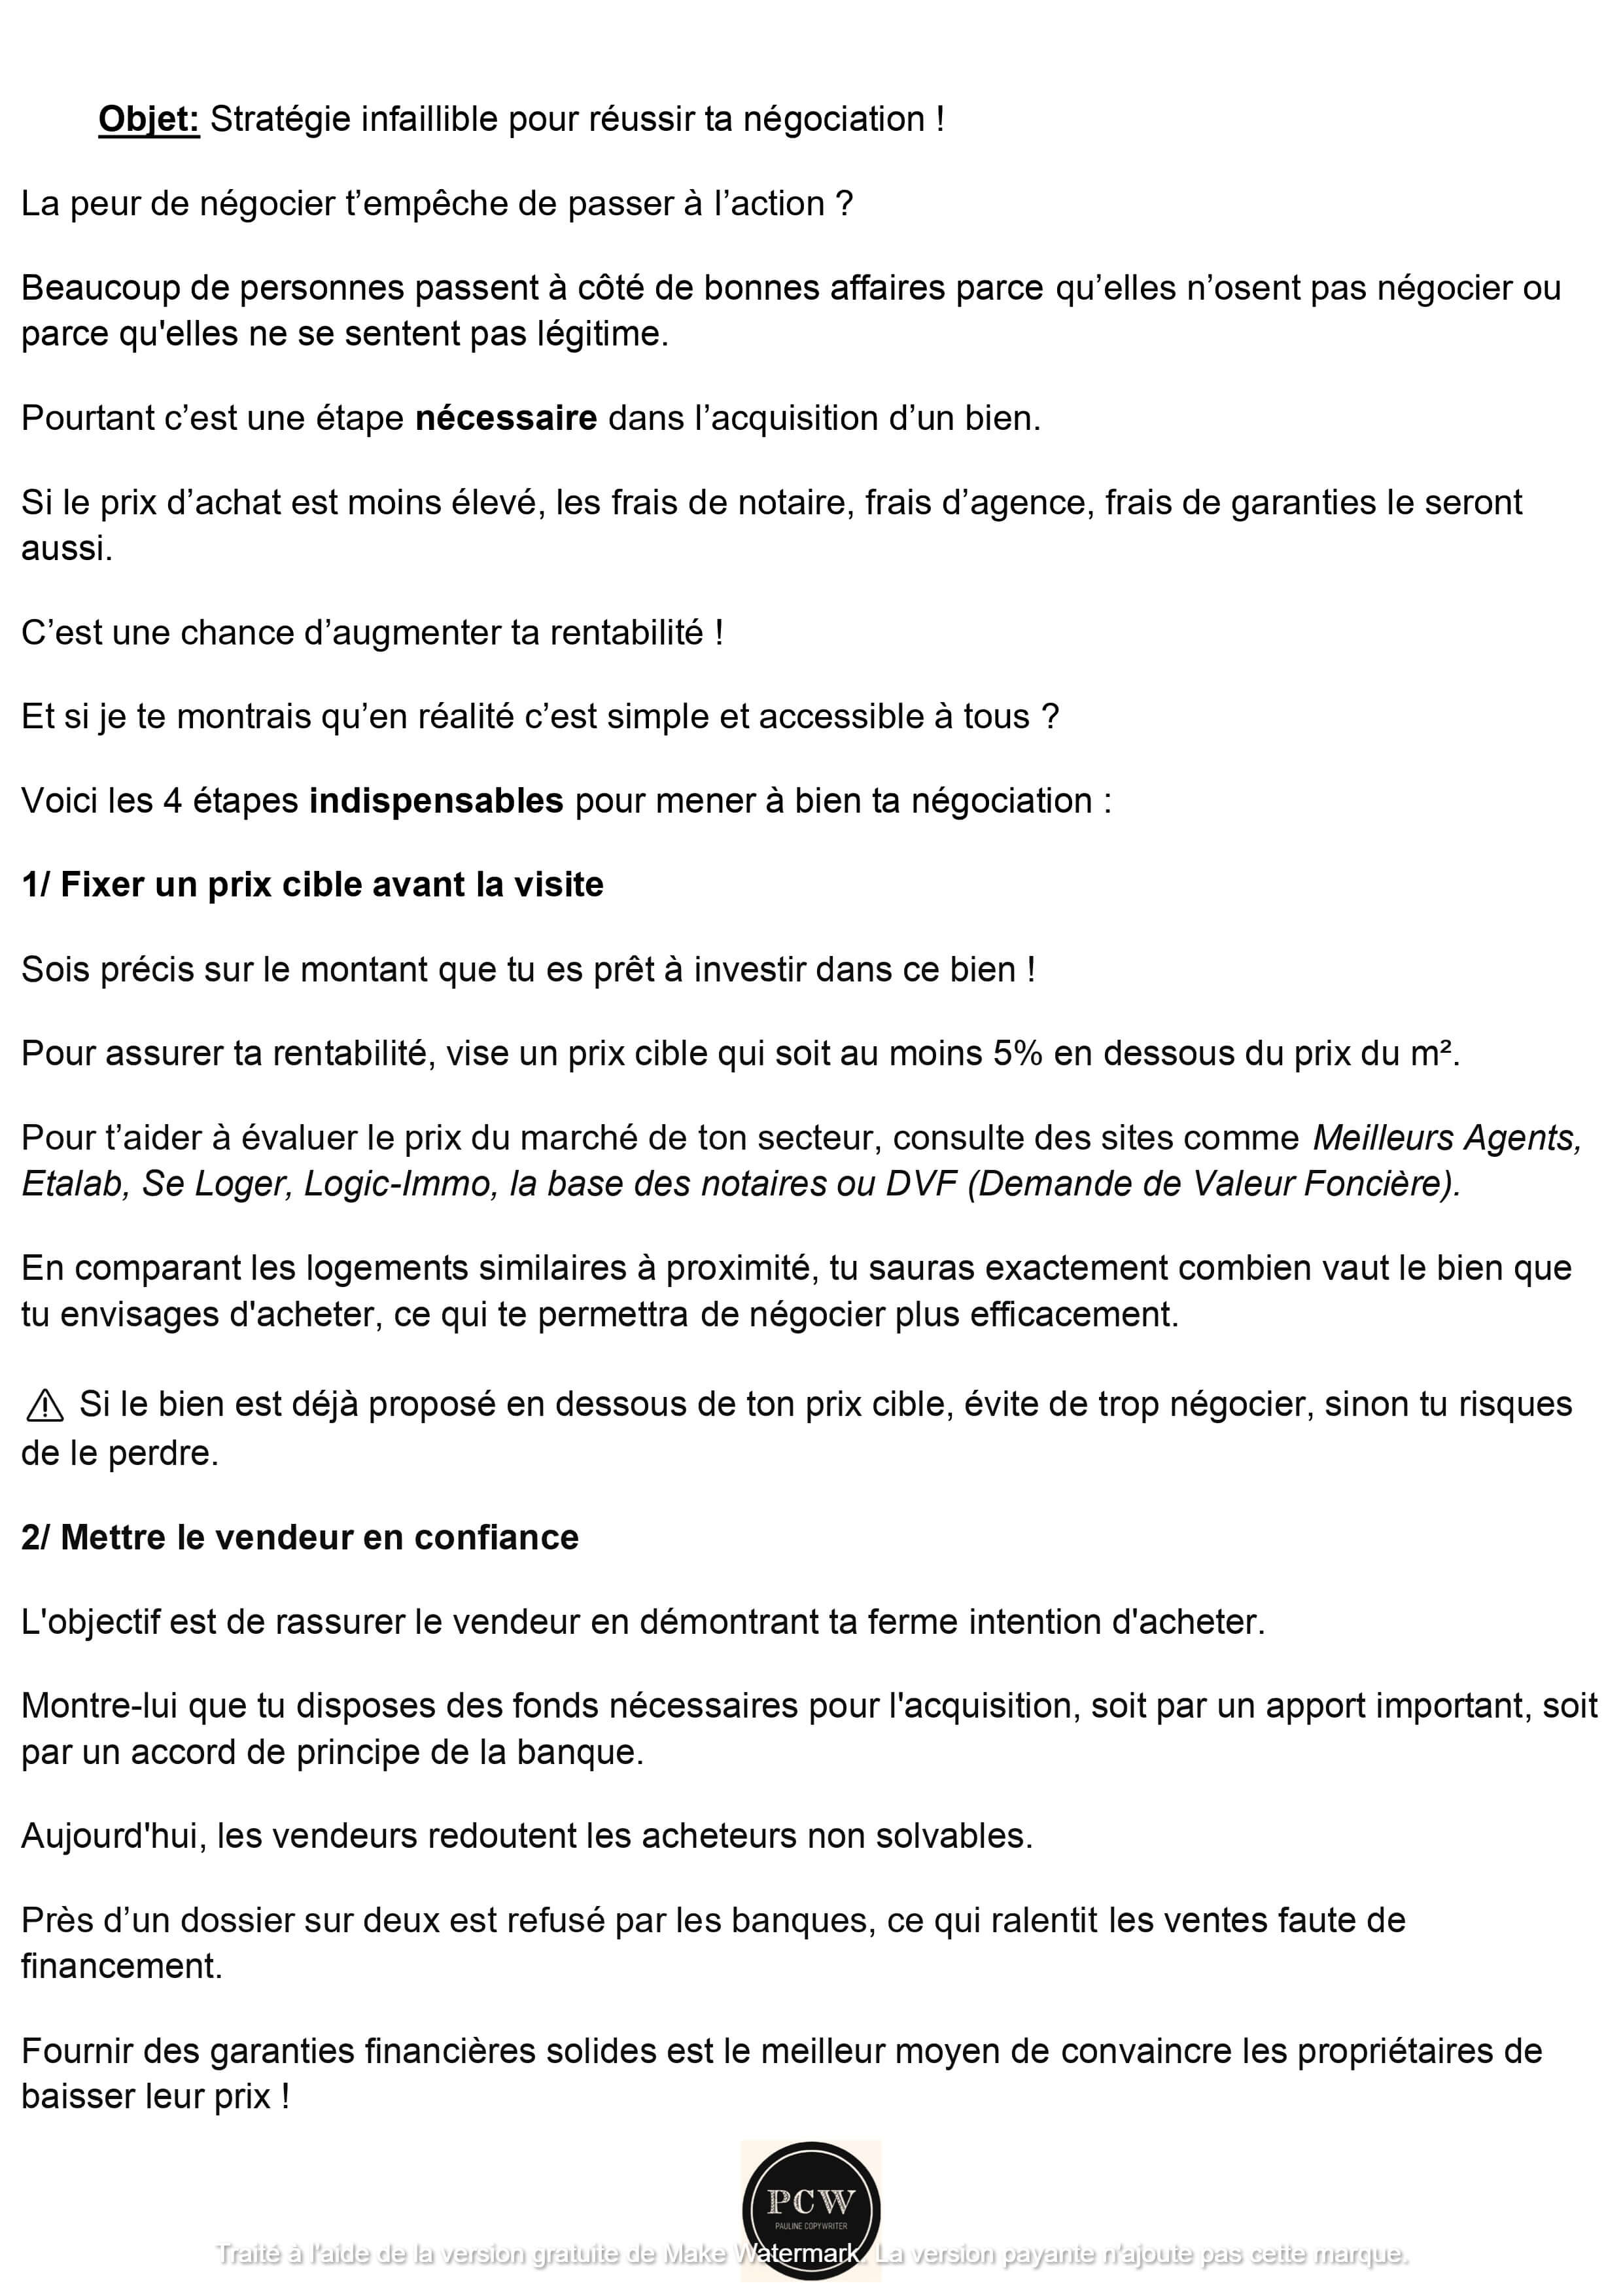 Objet: Stratégie infaillible pour réussir ta négociation !
La peur de négocier t’empêche de passer à l’action ?
Beaucoup de personnes passent à côté de bonnes affaires parce qu’elles n’osent pas négocier ou
parce qu'elles ne se sentent pas légitime.
Pourtant c’est une étape nécessaire dans l’acquisition d’un bien.
Si le prix d’achat est moins élevé, les frais de notaire, frais d’agence, frais de garanties le seront
aussi.
C’est une chance d’augmenter ta rentabilité !
Et si je te montrais qu’en réalité c’est simple et accessible à tous ?
Voici les 4 étapes indispensables pour mener à bien ta négociation :
1/ Fixer un prix cible avant la visite
Sois précis sur le montant que tu es prêt à investir dans ce bien !
Pour assurer ta rentabilité, vise un prix cible qui soit au moins 5% en dessous du prix du m².
Pour t’aider à évaluer le prix du marché de ton secteur, consulte des sites comme Meilleurs Agents,
Etalab, Se Loger, Logic-Immo, la base des notaires ou DVF (Demande de Valeur Foncière).
En comparant les logements similaires à proximité, tu sauras exactement combien vaut le bien que
tu envisages d'acheter, ce qui te permettra de négocier plus efficacement.
⚠ Si le bien est déjà proposé en dessous de ton prix cible, évite de trop négocier, sinon tu risques
de le perdre.
2/ Mettre le vendeur en confiance
L'objectif est de rassurer le vendeur en démontrant ta ferme intention d'acheter.
Montre-lui que tu disposes des fonds nécessaires pour l'acquisition, soit par un apport important, soit
par un accord de principe de la banque.
Aujourd'hui, les vendeurs redoutent les acheteurs non solvables.
Près d’un dossier sur deux est refusé par les banques, ce qui ralentit les ventes faute de
financement.
Fournir des garanties financières solides est le meilleur moyen de convaincre les propriétaires de
baisser leur prix !
PCW
PAULINE COPYWRITER
Traité à l'aide de la version gratuite de Make Watermark. La version payante n'ajoute pas cette marque.